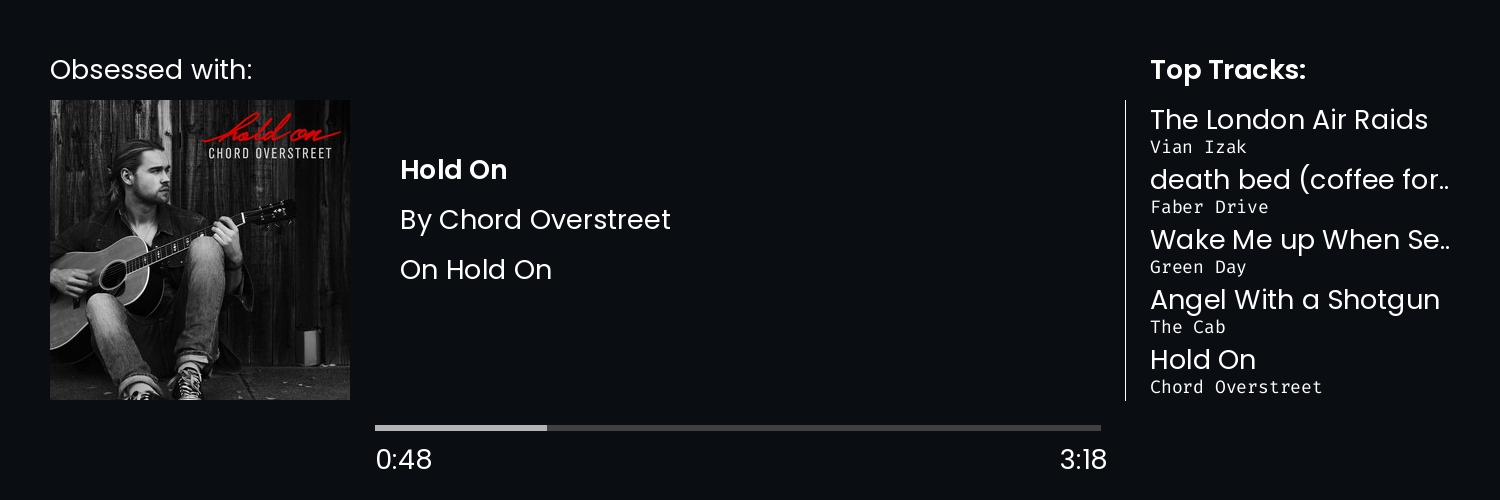 Obsessed with:
hold on
CHORD OVERSTREET
Hold On
By Chord Overstreet
On Hold On
0:48
3:18
Top Tracks:
The London Air Raids
Vian Izak
death bed (coffee for..
Faber Drive
Wake Me up When Se..
Green Day
Angel With a Shotgun
The Cab
Hold On
Chord Overstreet